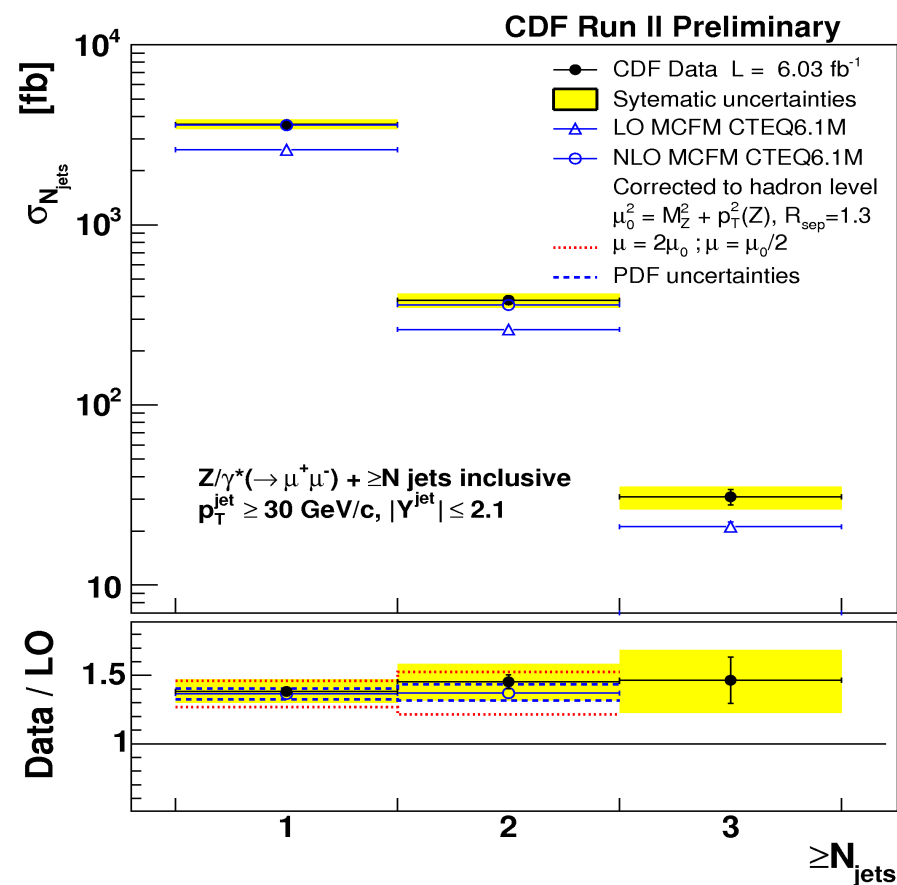 CDF Run II Preliminary
10⁴
σ_Njets [fb]
CDF Data L = 6.03 fb⁻¹
Sytematic uncertainties
LO MCFM CTEQ6.1M
NLO MCFM CTEQ6.1M
Corrected to hadron level
μ₀² = M_Z² + p_T²(Z), R_sep=1.3
μ = 2μ₀ ; μ = μ₀/2
PDF uncertainties
10³
10²
Z/γ*(→ μ⁺μ⁻) + ≥N jets inclusive
p_T^jet ≥ 30 GeV/c, |Y^jet| ≤ 2.1
10
Data / LO
1.5
1
1 2 3
≥N_jets